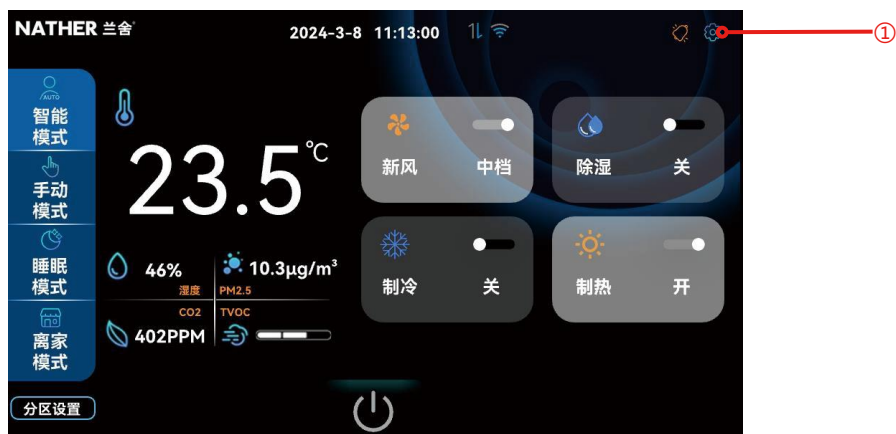 NATHER 兰舍
2024-3-8 11:13:00
①
AUTO
智能
模式
手动
模式
睡眠
模式
离家
模式
分区设置
23.5℃
46%
湿度
10.3μg/m³
PM2.5
CO2
402PPM
TVOC
新风 中档
除湿 关
制冷 关
制热 开